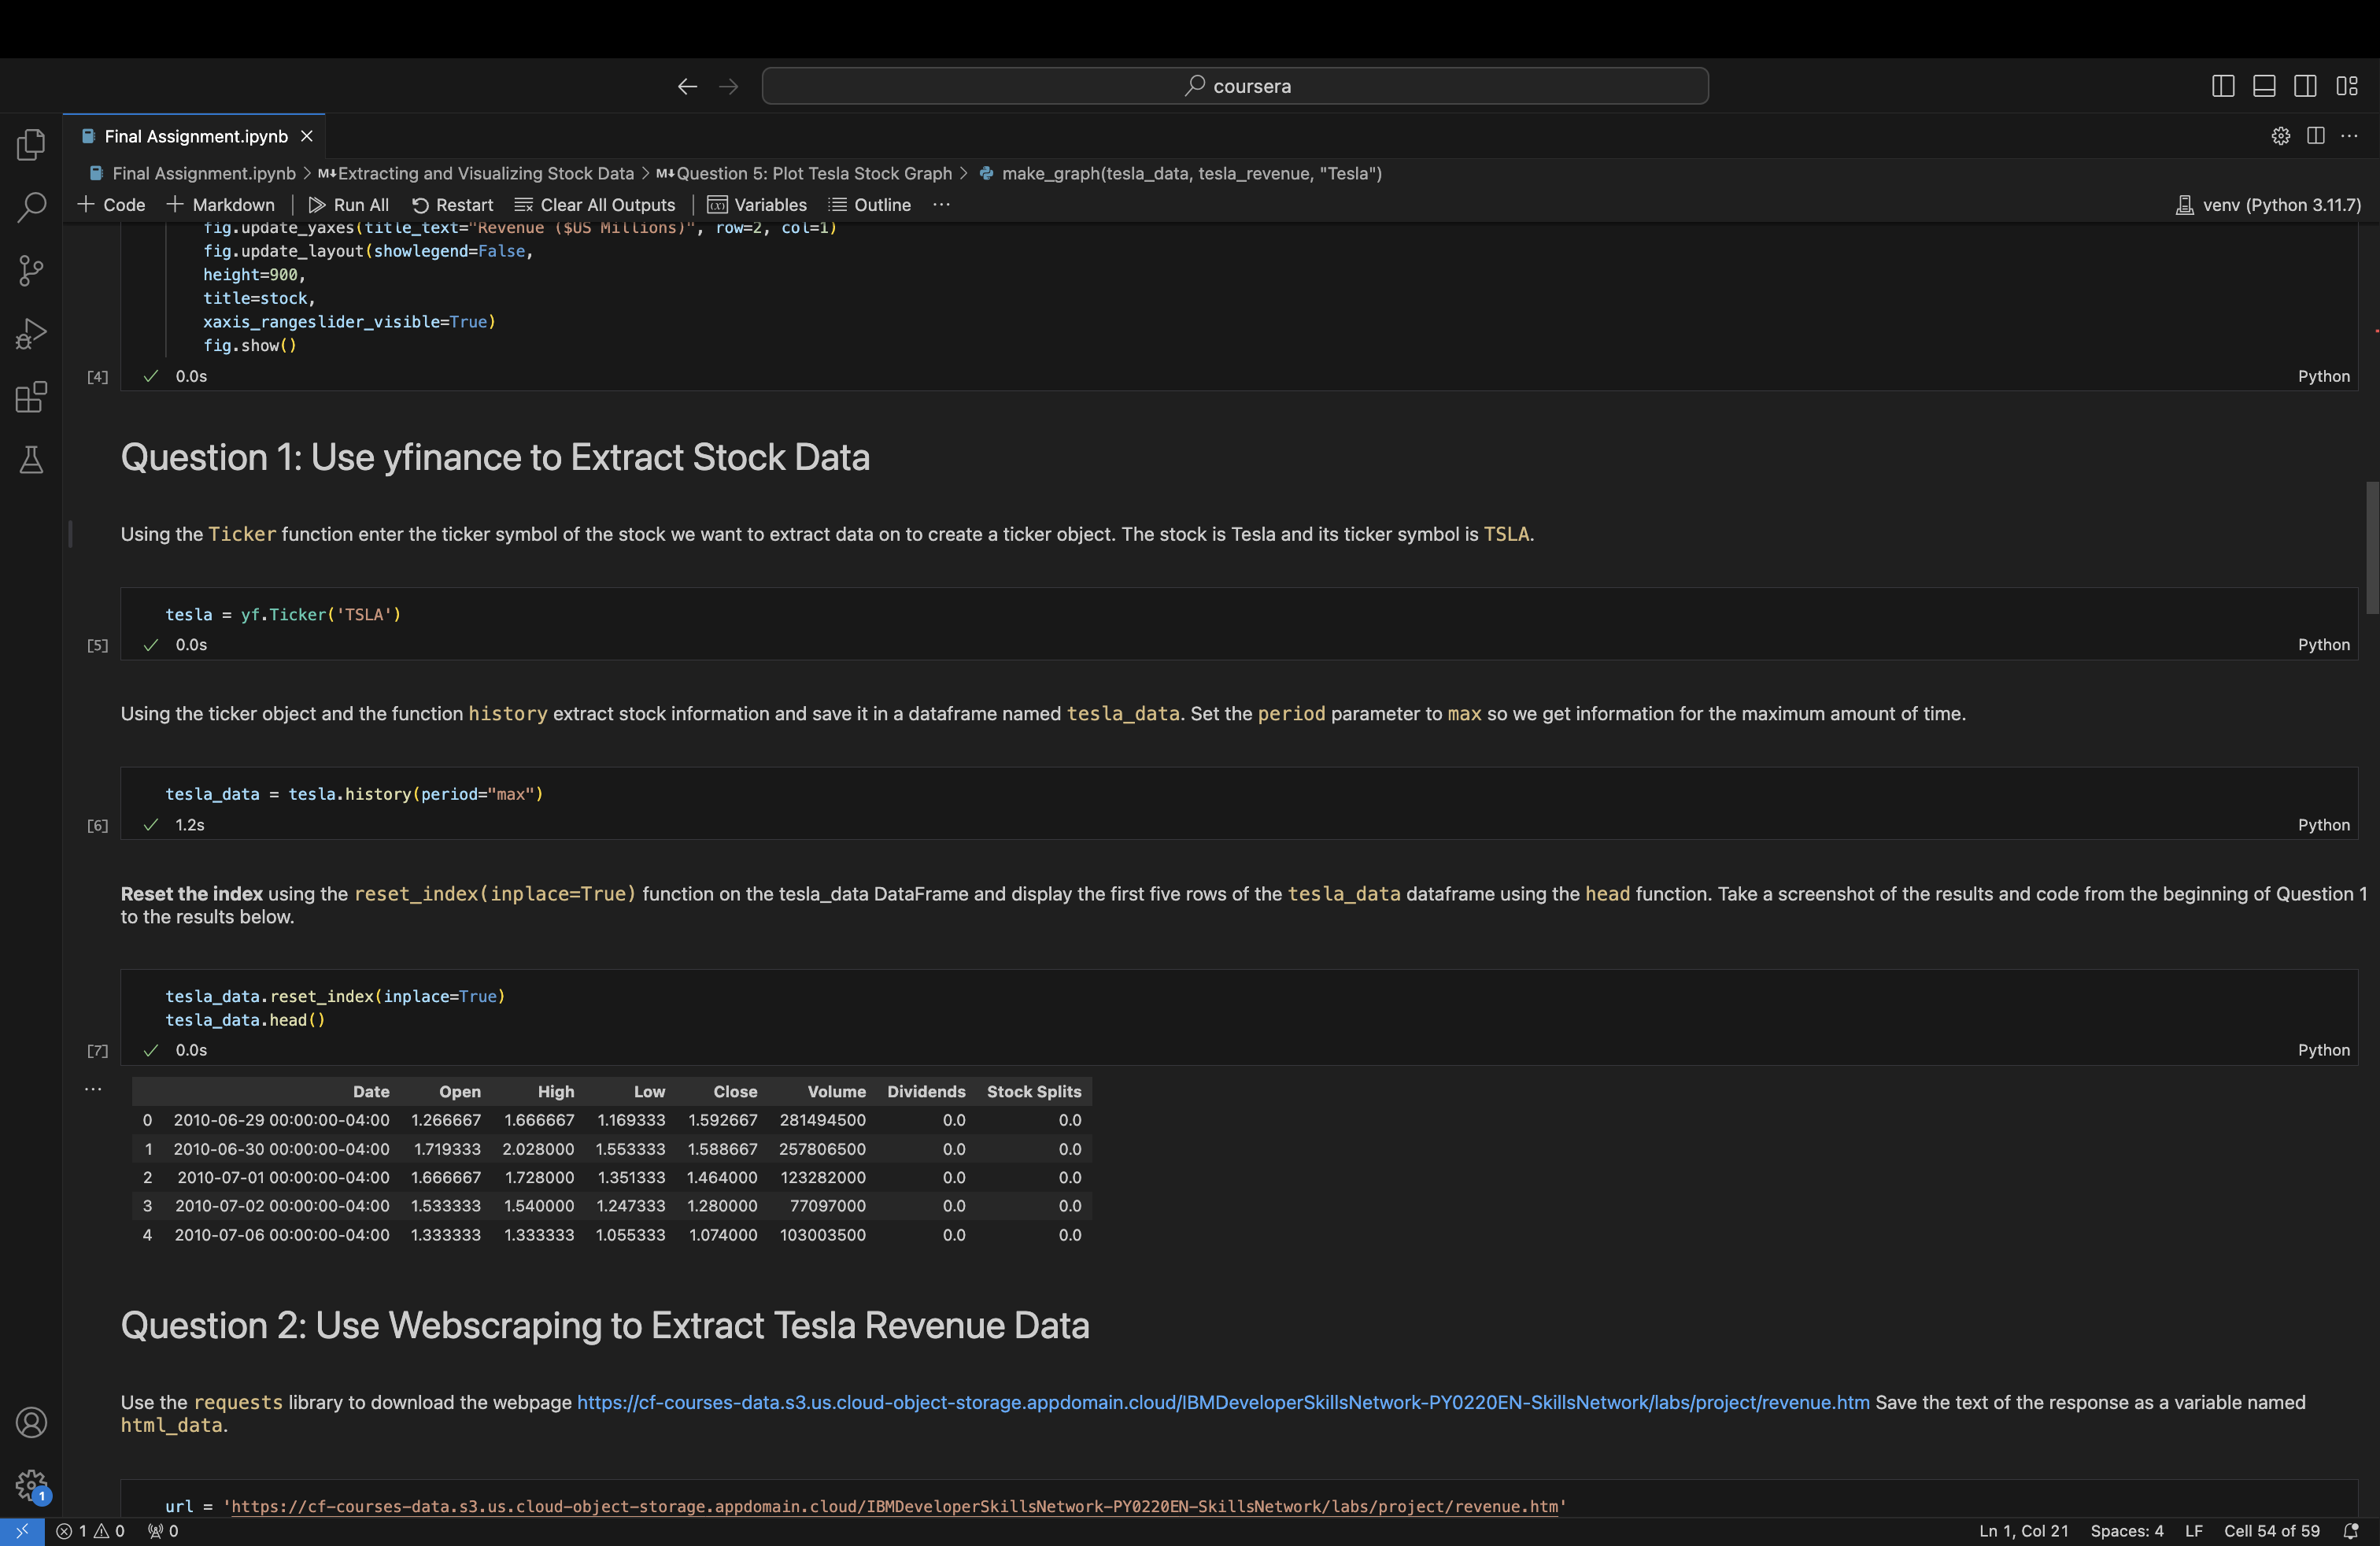 coursera
Final Assignment.ipynb
Final Assignment.ipynb > M↓Extracting and Visualizing Stock Data > M↓Question 5: Plot Tesla Stock Graph > make_graph(tesla_data, tesla_revenue, "Tesla")
+ Code + Markdown | Run All Restart Clear All Outputs | Variables Outline ··· venv (Python 3.11.7)
fig.update_yaxes(title_text="Revenue ($US Millions)", row=2, col=1)
fig.update_layout(showlegend=False,
height=900,
title=stock,
xaxis_rangeslider_visible=True)
fig.show()
[4] 0.0s Python
Question 1: Use yfinance to Extract Stock Data
Using the Ticker function enter the ticker symbol of the stock we want to extract data on to create a ticker object. The stock is Tesla and its ticker symbol is TSLA.
tesla = yf.Ticker('TSLA')
[5] 0.0s Python
Using the ticker object and the function history extract stock information and save it in a dataframe named tesla_data. Set the period parameter to max so we get information for the maximum amount of time.
tesla_data = tesla.history(period="max")
[6] 1.2s Python
Reset the index using the reset_index(inplace=True) function on the tesla_data DataFrame and display the first five rows of the tesla_data dataframe using the head function. Take a screenshot of the results and code from the beginning of Question 1
to the results below.
tesla_data.reset_index(inplace=True)
tesla_data.head()
[7] 0.0s Python
··· Date Open High Low Close Volume Dividends Stock Splits
0 2010-06-29 00:00:00-04:00 1.266667 1.666667 1.169333 1.592667 281494500 0.0 0.0
1 2010-06-30 00:00:00-04:00 1.719333 2.028000 1.553333 1.588667 257806500 0.0 0.0
2 2010-07-01 00:00:00-04:00 1.666667 1.728000 1.351333 1.464000 123282000 0.0 0.0
3 2010-07-02 00:00:00-04:00 1.533333 1.540000 1.247333 1.280000 77097000 0.0 0.0
4 2010-07-06 00:00:00-04:00 1.333333 1.333333 1.055333 1.074000 103003500 0.0 0.0
Question 2: Use Webscraping to Extract Tesla Revenue Data
Use the requests library to download the webpage https://cf-courses-data.s3.us.cloud-object-storage.appdomain.cloud/IBMDeveloperSkillsNetwork-PY0220EN-SkillsNetwork/labs/project/revenue.htm Save the text of the response as a variable named
html_data.
url = 'https://cf-courses-data.s3.us.cloud-object-storage.appdomain.cloud/IBMDeveloperSkillsNetwork-PY0220EN-SkillsNetwork/labs/project/revenue.htm'
1
1 0 0 Ln 1, Col 21 Spaces: 4 LF Cell 54 of 59